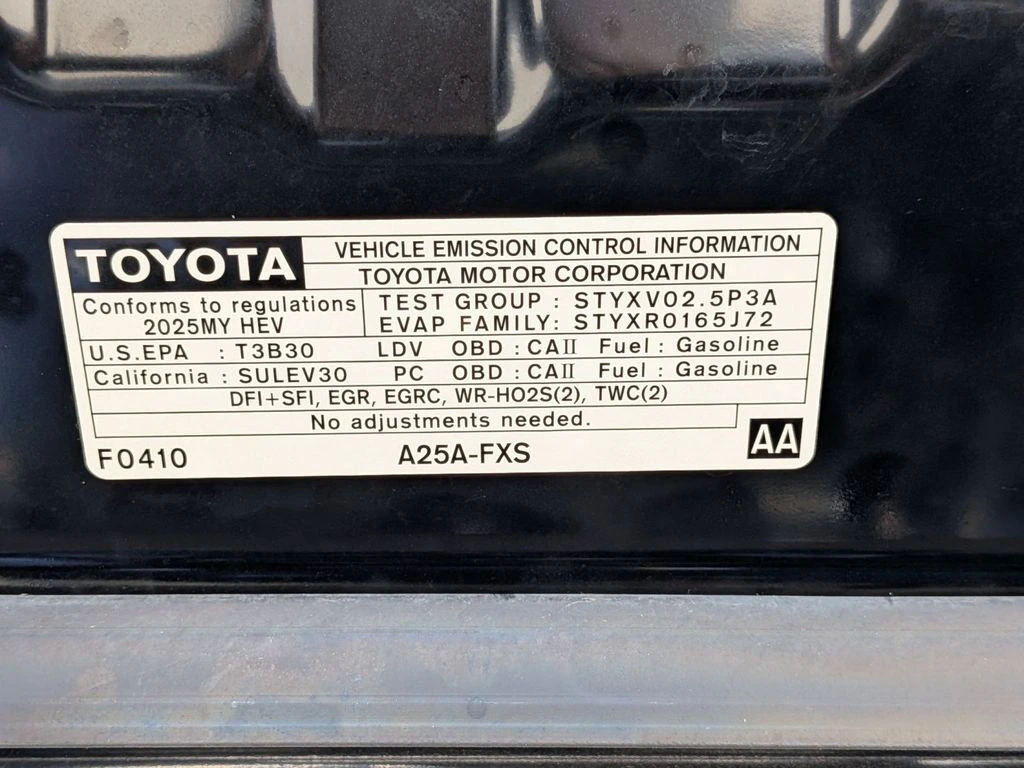 TOYOTA
VEHICLE EMISSION CONTROL INFORMATION
TOYOTA MOTOR CORPORATION
Conforms to regulations
2025MY HEV
TEST GROUP : STYXV02.5P3A
EVAP FAMILY: STYXR0165J72
U.S.EPA : T3B30 LDV OBD : CAII Fuel : Gasoline
California : SULEV30 PC OBD : CAII Fuel : Gasoline
DFI+SFI, EGR, EGRC, WR-HO2S(2), TWC(2)
No adjustments needed.
F0410 A25A-FXS AA